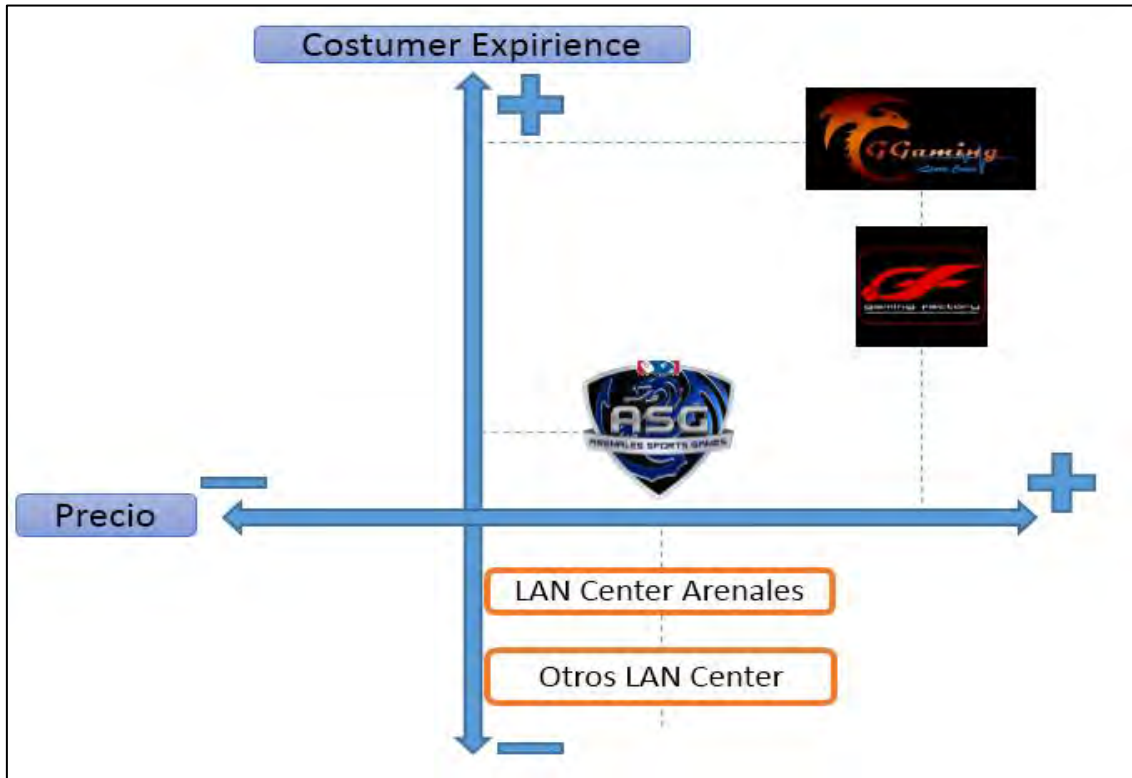 Costumer Expirience
GGaming
gaming factory
ASG
ARENALES SPORTS GAMES
Precio
LAN Center Arenales
Otros LAN Center